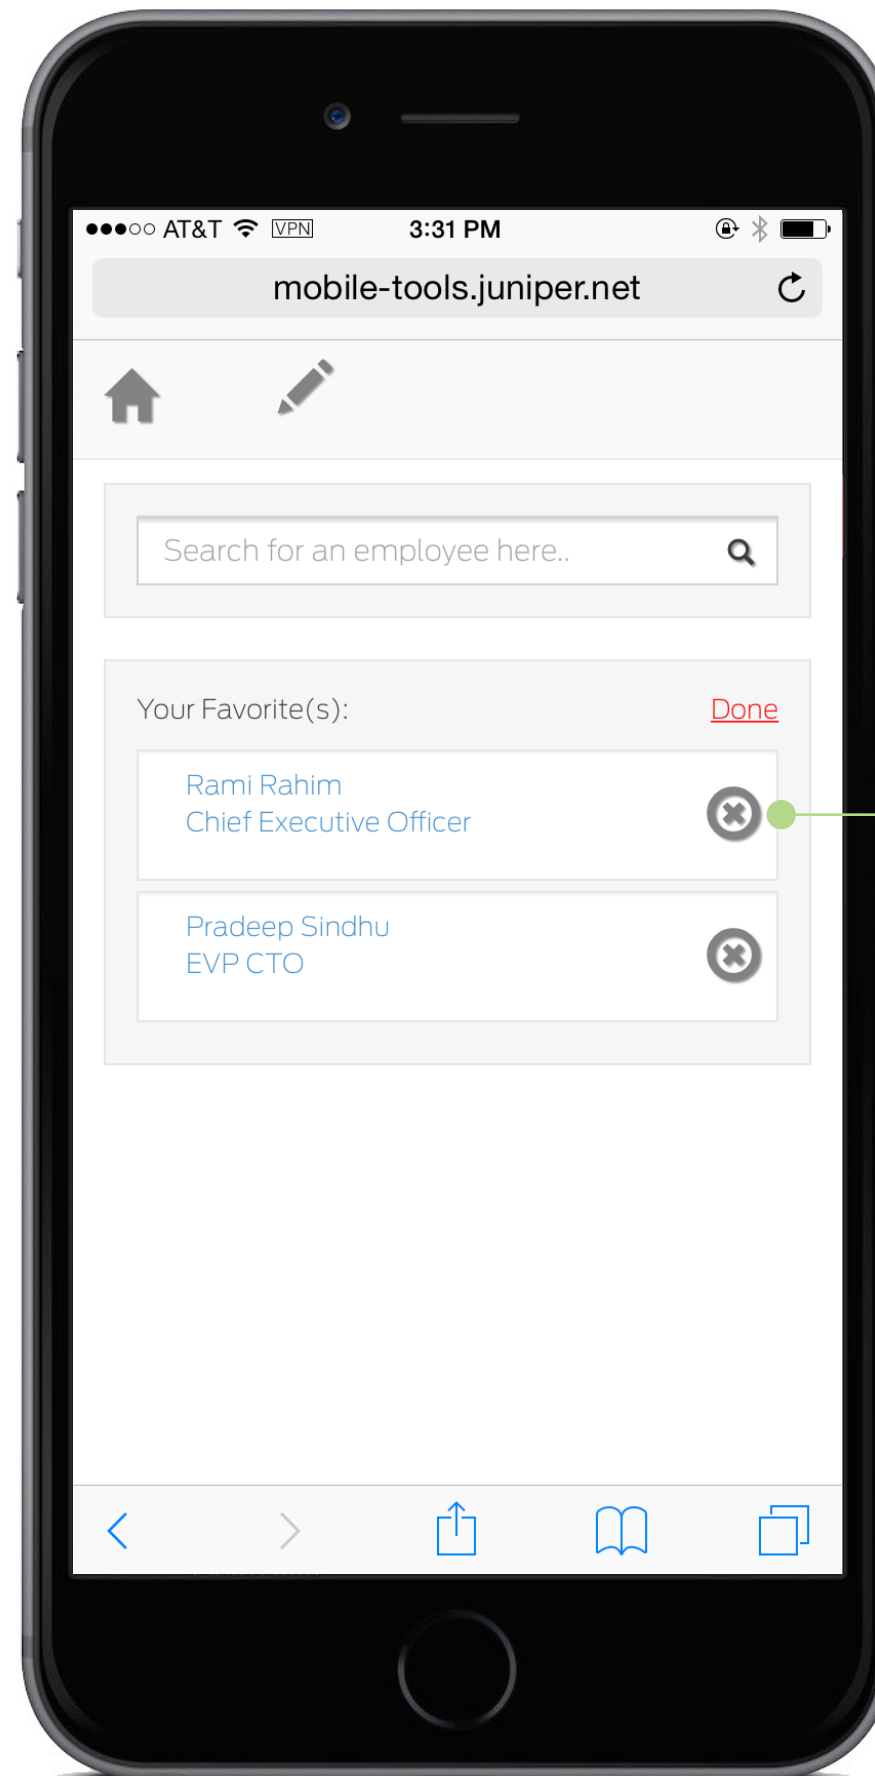 AT&T VPN 3:31 PM
mobile-tools.juniper.net
Search for an employee here..
Your Favorite(s): Done
Rami Rahim
Chief Executive Officer
Pradeep Sindhu
EVP CTO